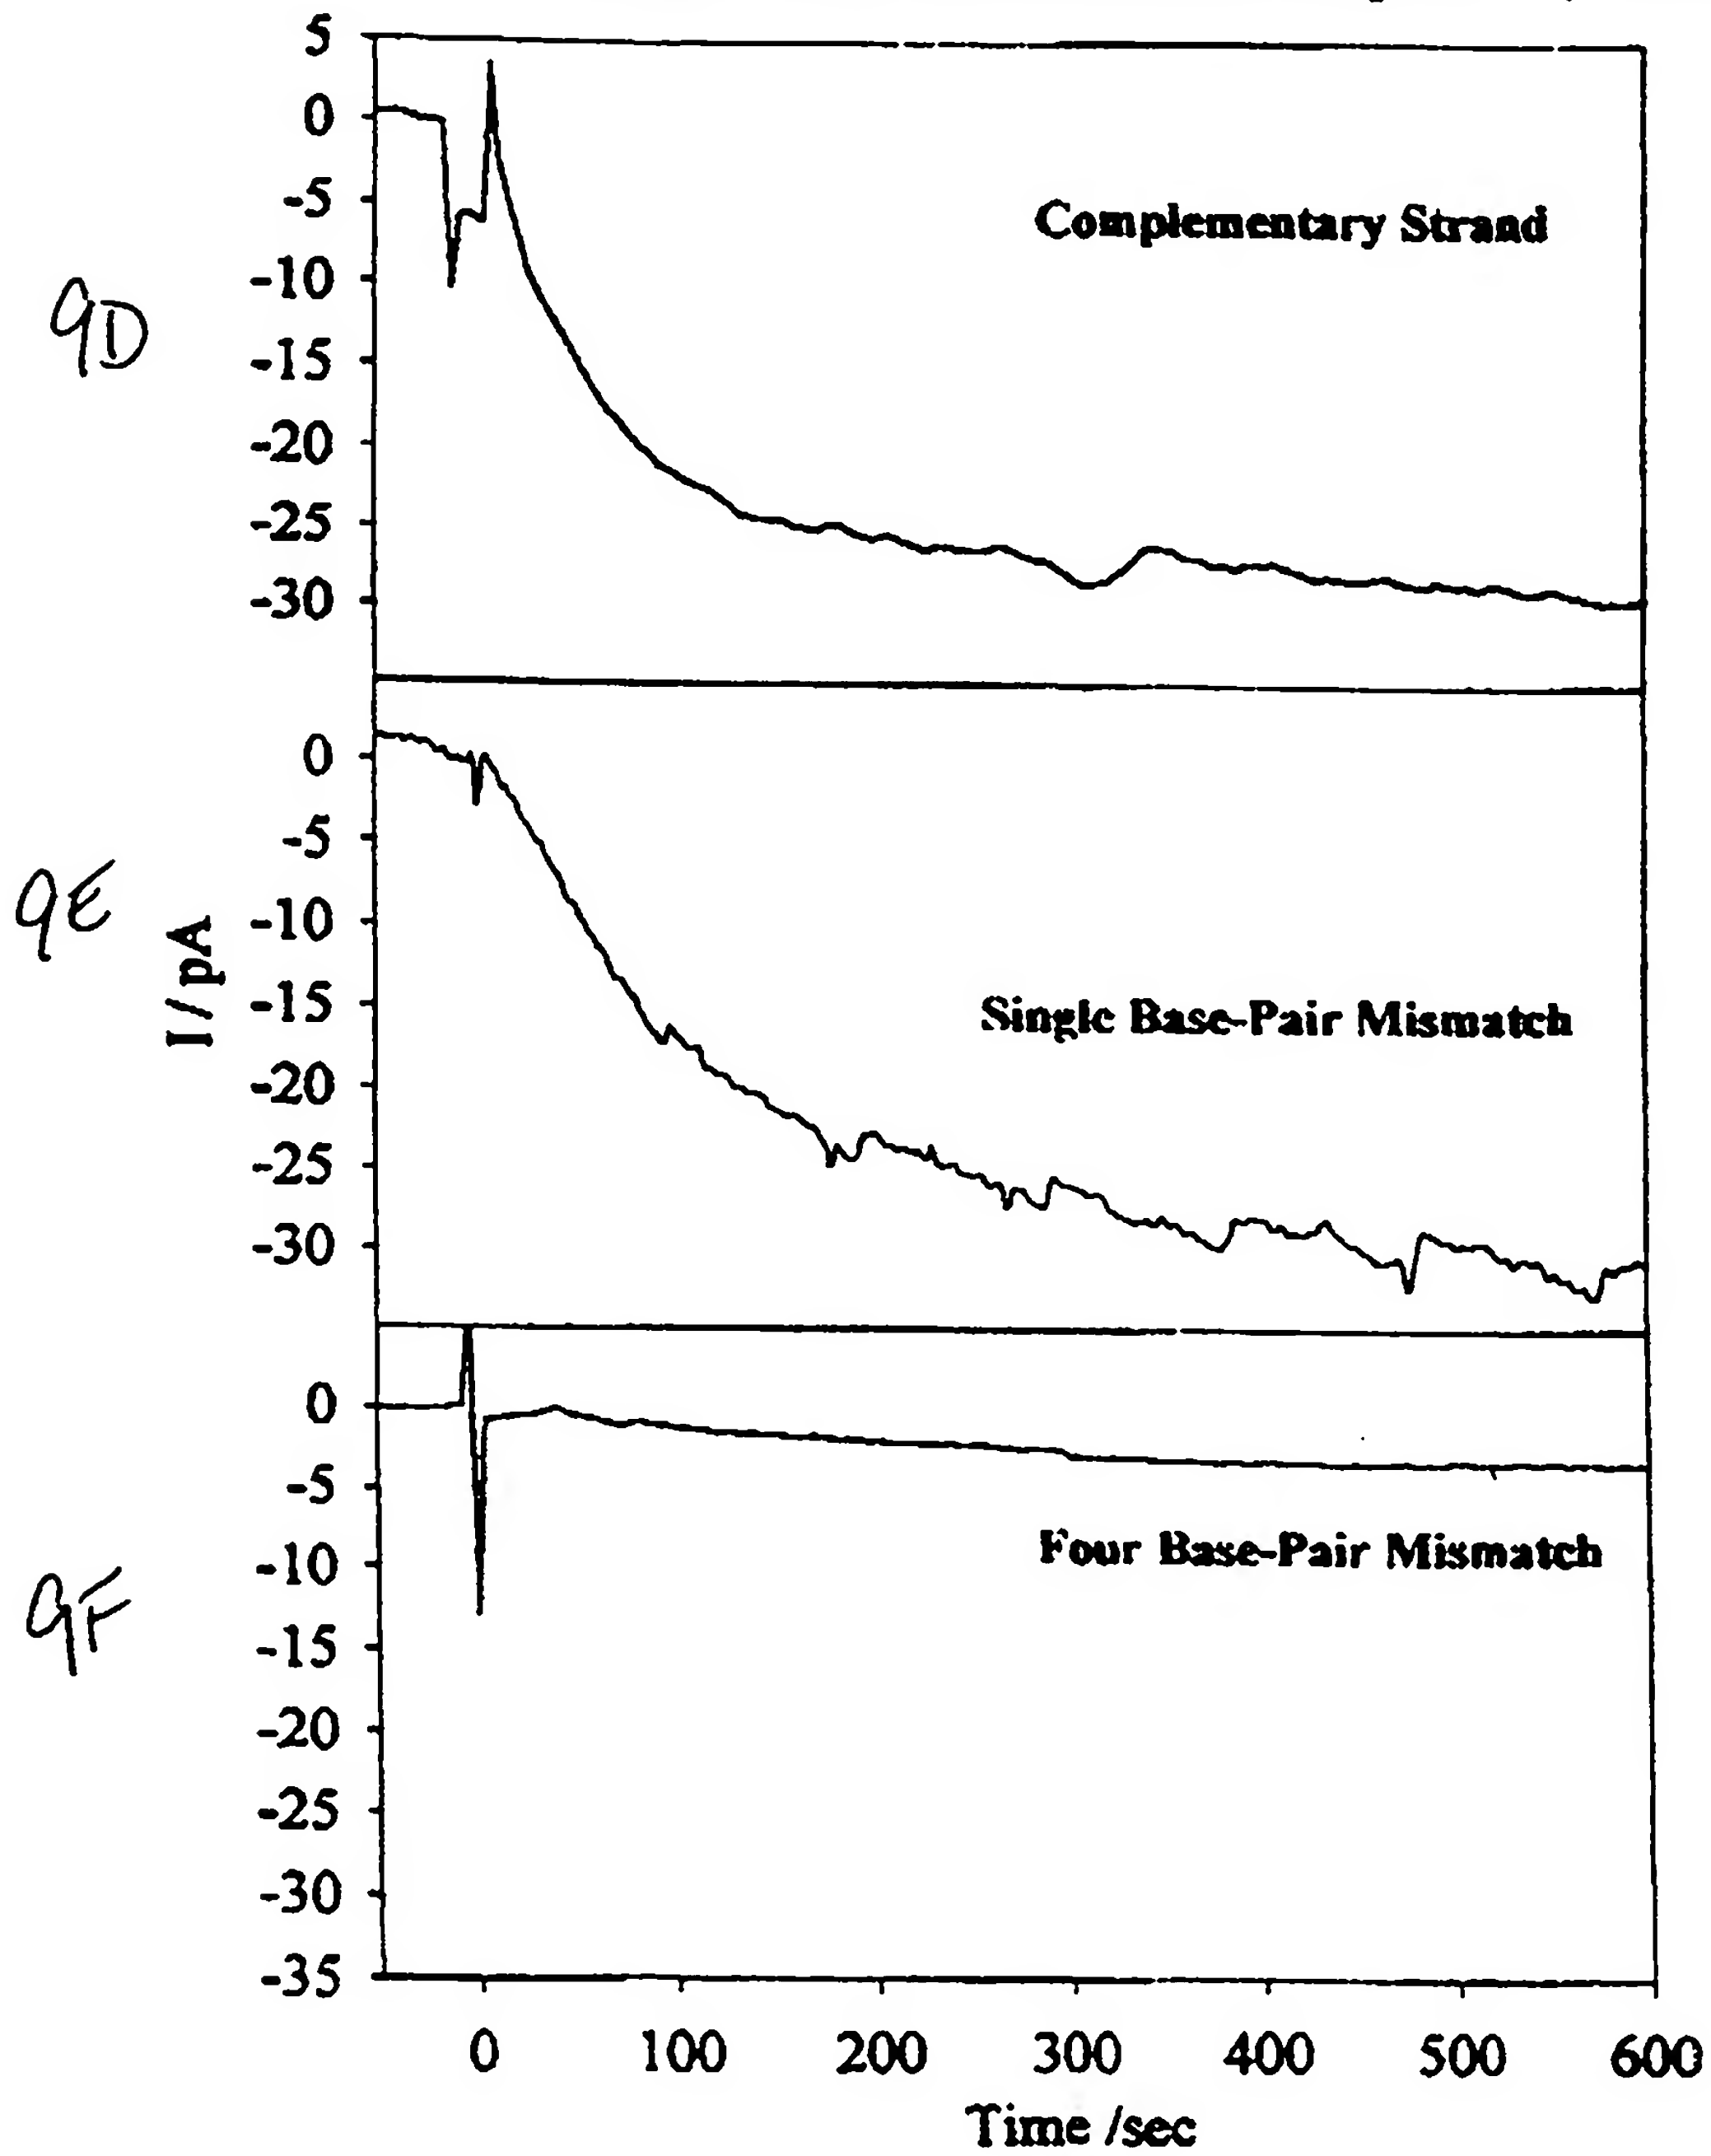 5
0
-5
-10
-15
-20
-25
-30
Complementary Strand
9D
0
-5
-10
-15
-20
-25
-30
Single Base-Pair Mismatch
9E
I/ pA
0
-5
-10
-15
-20
-25
-30
-35
Four Base-Pair Mismatch
9F
0 100 200 300 400 500 600
Time /sec